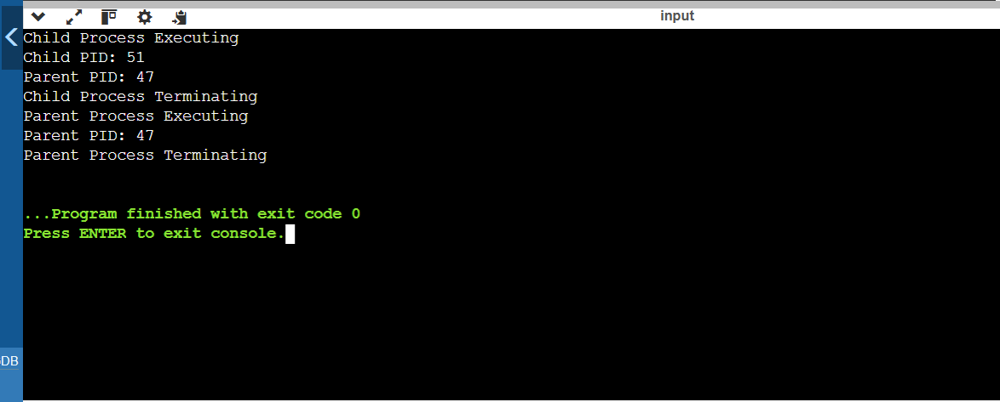 input
Child Process Executing
Child PID: 51
Parent PID: 47
Child Process Terminating
Parent Process Executing
Parent PID: 47
Parent Process Terminating
...Program finished with exit code 0
Press ENTER to exit console.
DB